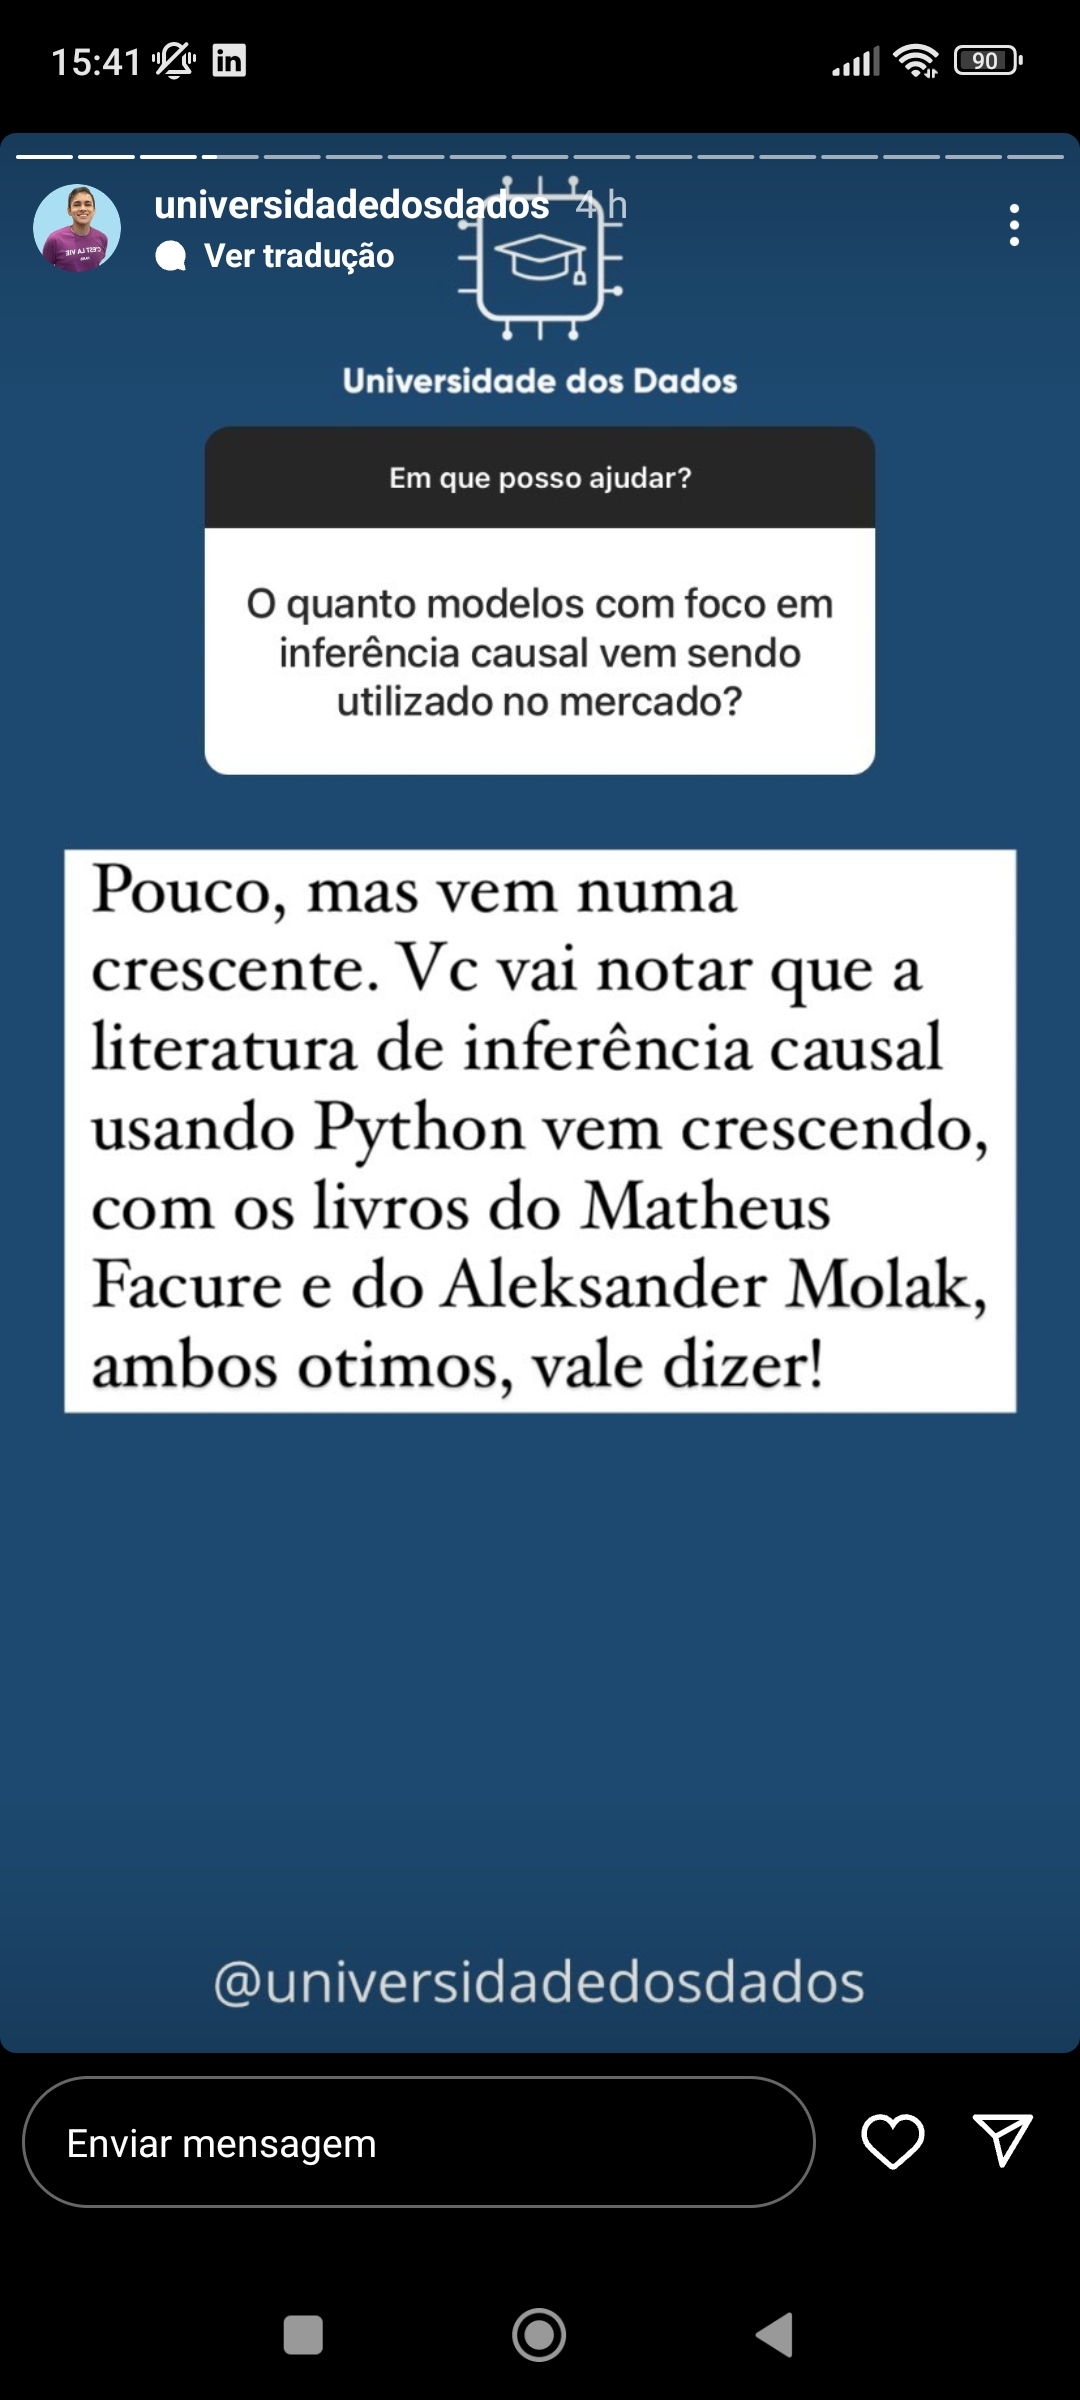 15:41
90
universidadedosdados 4 h
Ver tradução
Universidade dos Dados
Em que posso ajudar?
O quanto modelos com foco em
inferência causal vem sendo
utilizado no mercado?
Pouco, mas vem numa
crescente. Vc vai notar que a
literatura de inferência causal
usando Python vem crescendo,
com os livros do Matheus
Facure e do Aleksander Molak,
ambos otimos, vale dizer!
@universidadedosdados
Enviar mensagem